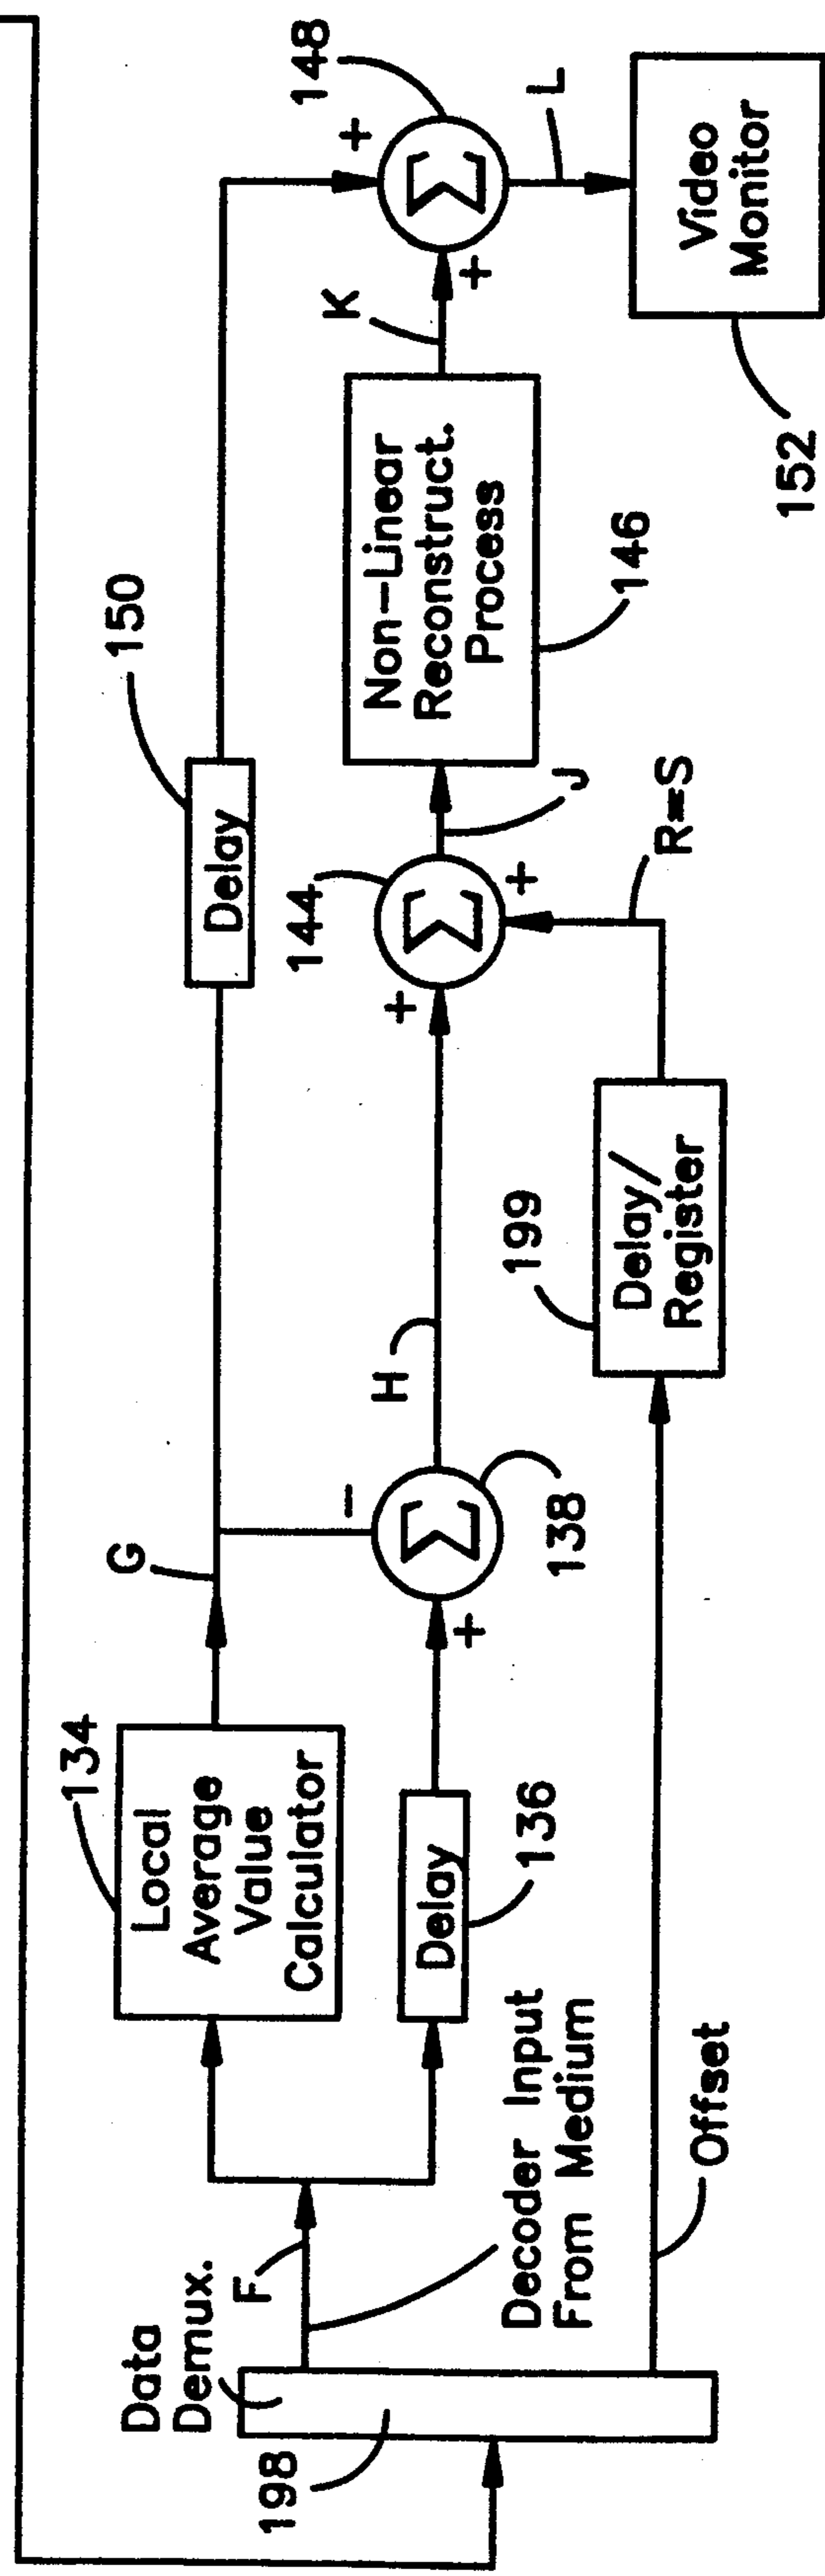 150
148
+
G
134
Local
Average
Value
Calculator
Delay
-
Σ
138
+
H
144
+
Σ
+
J
Non-Linear
Reconstruct.
Process
146
K
+
Σ
L
Data
Demux.
198
F
Decoder Input
From Medium
Delay
136
199
Delay/
Register
R=S
Offset
Video
Monitor
152